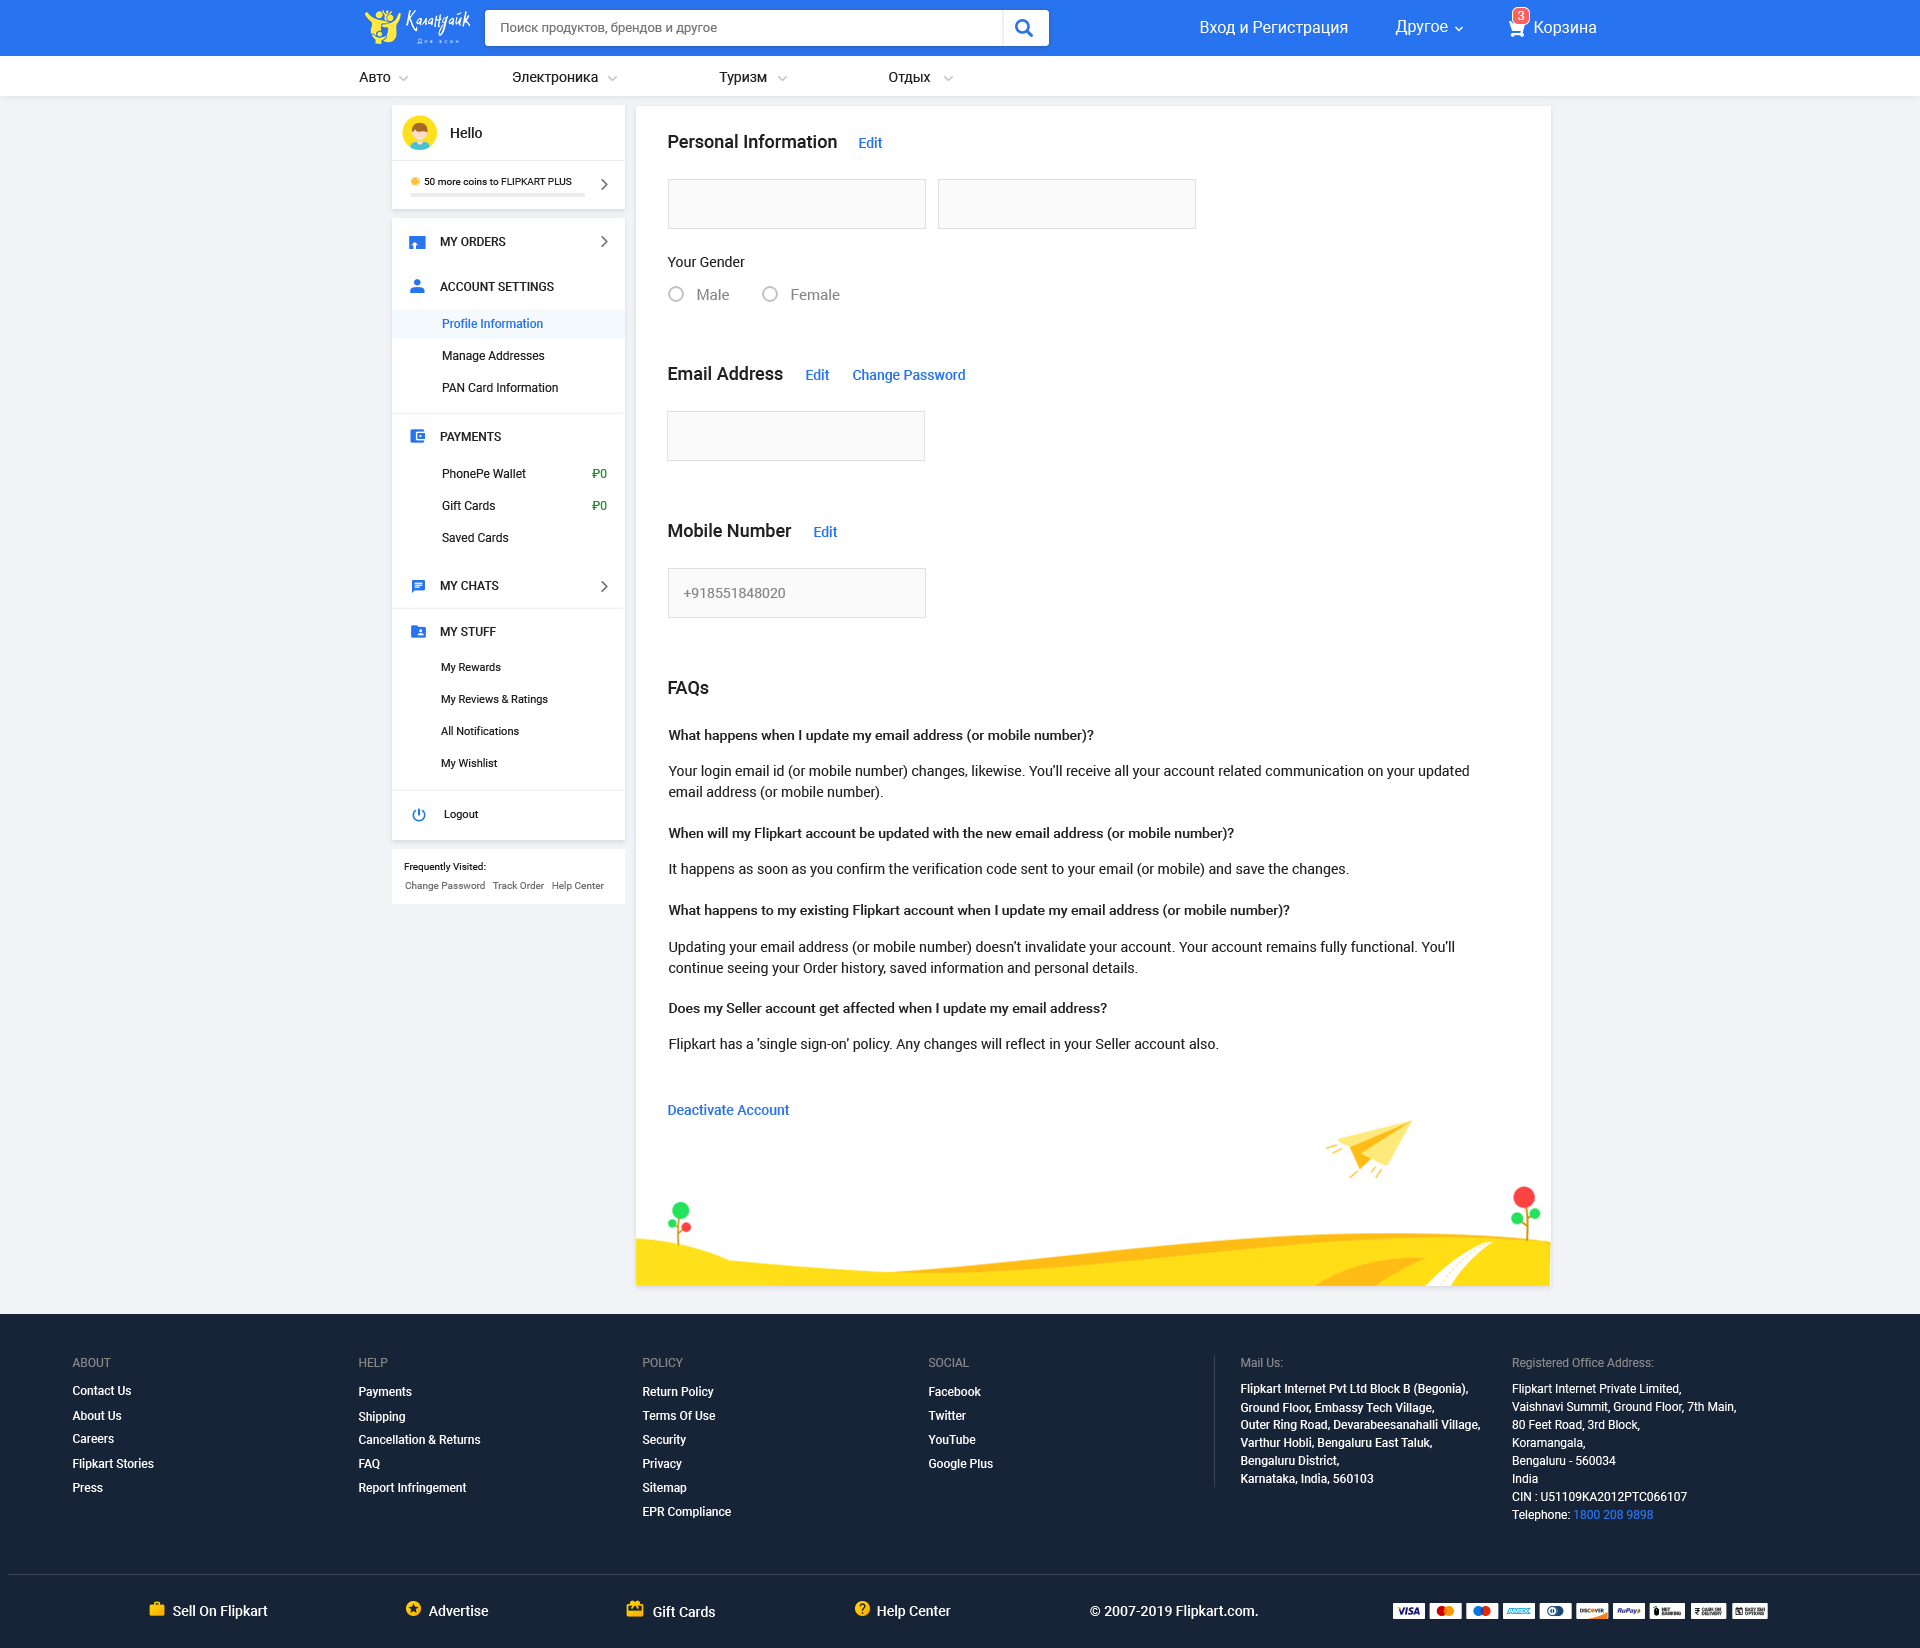 Каландайк
Для всех
Поиск продуктов, брендов и другое
Вход и Регистрация
Другое
3
Корзина
Авто
Электроника
Туризм
Отдых
Hello
50 more coins to FLIPKART PLUS
MY ORDERS
ACCOUNT SETTINGS
Profile Information
Manage Addresses
PAN Card Information
PAYMENTS
PhonePe Wallet ₽0
Gift Cards ₽0
Saved Cards
MY CHATS
MY STUFF
My Rewards
My Reviews & Ratings
All Notifications
My Wishlist
Logout
Frequently Visited:
Change Password Track Order Help Center
Personal Information Edit
Your Gender
Male Female
Email Address Edit Change Password
Mobile Number Edit
+918551848020
FAQs
What happens when I update my email address (or mobile number)?
Your login email id (or mobile number) changes, likewise. You'll receive all your account related communication on your updated
email address (or mobile number).
When will my Flipkart account be updated with the new email address (or mobile number)?
It happens as soon as you confirm the verification code sent to your email (or mobile) and save the changes.
What happens to my existing Flipkart account when I update my email address (or mobile number)?
Updating your email address (or mobile number) doesn't invalidate your account. Your account remains fully functional. You'll
continue seeing your Order history, saved information and personal details.
Does my Seller account get affected when I update my email address?
Flipkart has a 'single sign-on' policy. Any changes will reflect in your Seller account also.
Deactivate Account
ABOUT
Contact Us
About Us
Careers
Flipkart Stories
Press
HELP
Payments
Shipping
Cancellation & Returns
FAQ
Report Infringement
POLICY
Return Policy
Terms Of Use
Security
Privacy
Sitemap
EPR Compliance
SOCIAL
Facebook
Twitter
YouTube
Google Plus
Mail Us:
Flipkart Internet Pvt Ltd Block B (Begonia),
Ground Floor, Embassy Tech Village,
Outer Ring Road, Devarabeesanahalli Village,
Varthur Hobli, Bengaluru East Taluk,
Bengaluru District,
Karnataka, India, 560103
Registered Office Address:
Flipkart Internet Private Limited,
Vaishnavi Summit, Ground Floor, 7th Main,
80 Feet Road, 3rd Block,
Koramangala,
Bengaluru - 560034
India
CIN : U51109KA2012PTC066107
Telephone: 1800 208 9898
Sell On Flipkart
Advertise
Gift Cards
Help Center
© 2007-2019 Flipkart.com.
VISA
AMEX
DISCOVER
RuPay
NET BANKING
CASH ON DELIVERY
EASY EMI OPTIONS